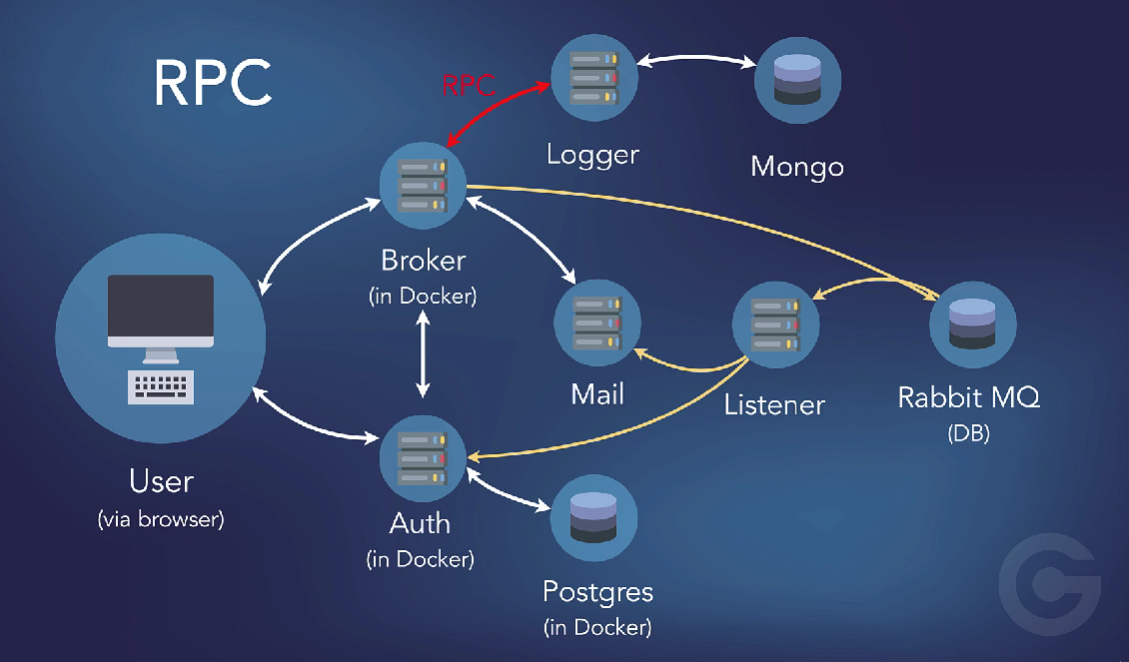 RPC
RPC
Logger
Mongo
Broker
(in Docker)
Mail
Listener
Rabbit MQ
(DB)
User
(via browser)
Auth
(in Docker)
Postgres
(in Docker)